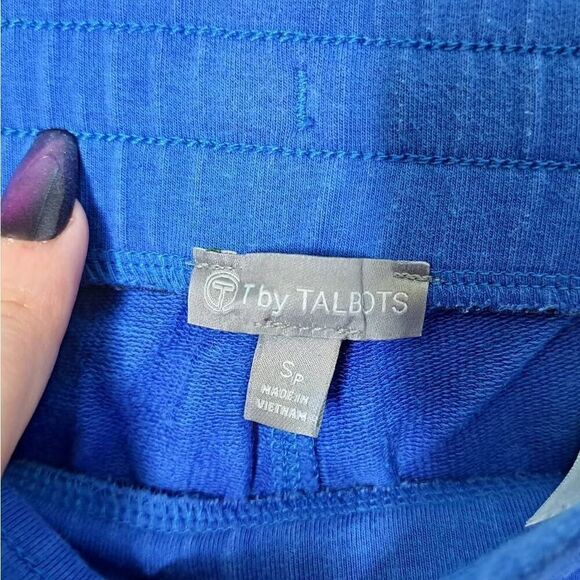 T by TALBOTS
SP
MADE IN
VIETNAM